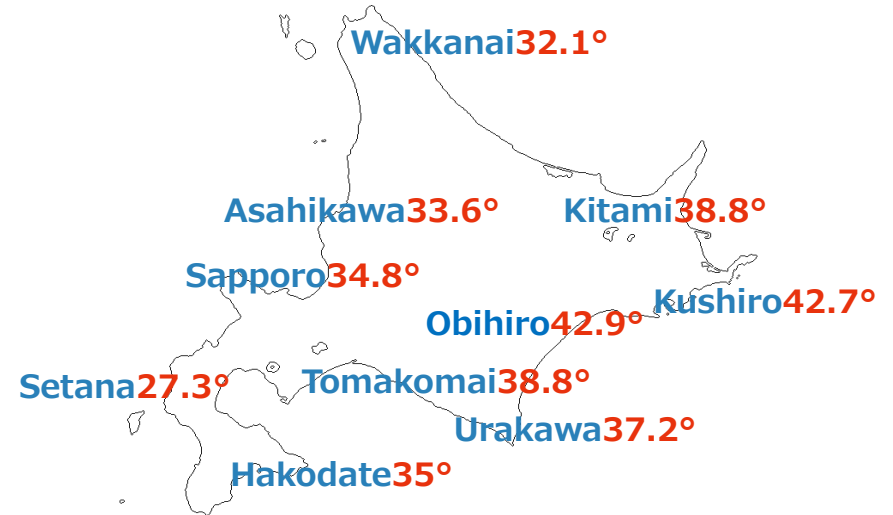 Wakkanai32.1°
Asahikawa33.6°
Kitami38.8°
Sapporo34.8°
Kushiro42.7°
Obihiro42.9°
Setana27.3°
Tomakomai38.8°
Urakawa37.2°
Hakodate35°